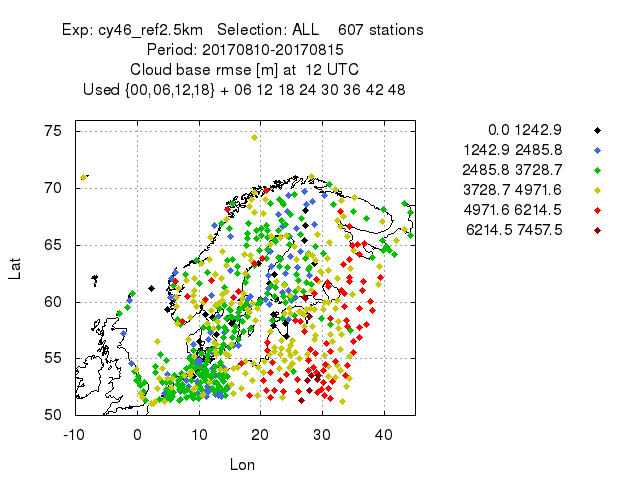 Exp: cy46_ref2.5km   Selection: ALL    607 stations
Period: 20170810-20170815
Cloud base rmse [m] at  12 UTC
Used {00,06,12,18} + 06 12 18 24 30 36 42 48
0.0 1242.9
1242.9 2485.8
2485.8 3728.7
3728.7 4971.6
4971.6 6214.5
6214.5 7457.5
75
70
65
60
55
50
Lat
-10 0 10 20 30 40
Lon